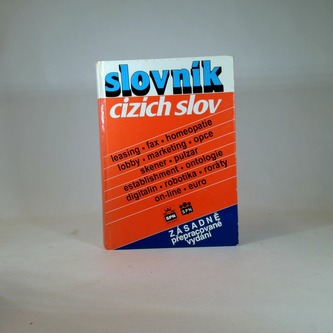 slovník
cizích slov
leasing • fax • homeopatie
lobby • marketing • opce
skener • pulzar
establishment • ontologie
digitalin • robotika • roráty
on-line • euro
SPN
SPN
ZÁSADNĚ
přepracované
vydání